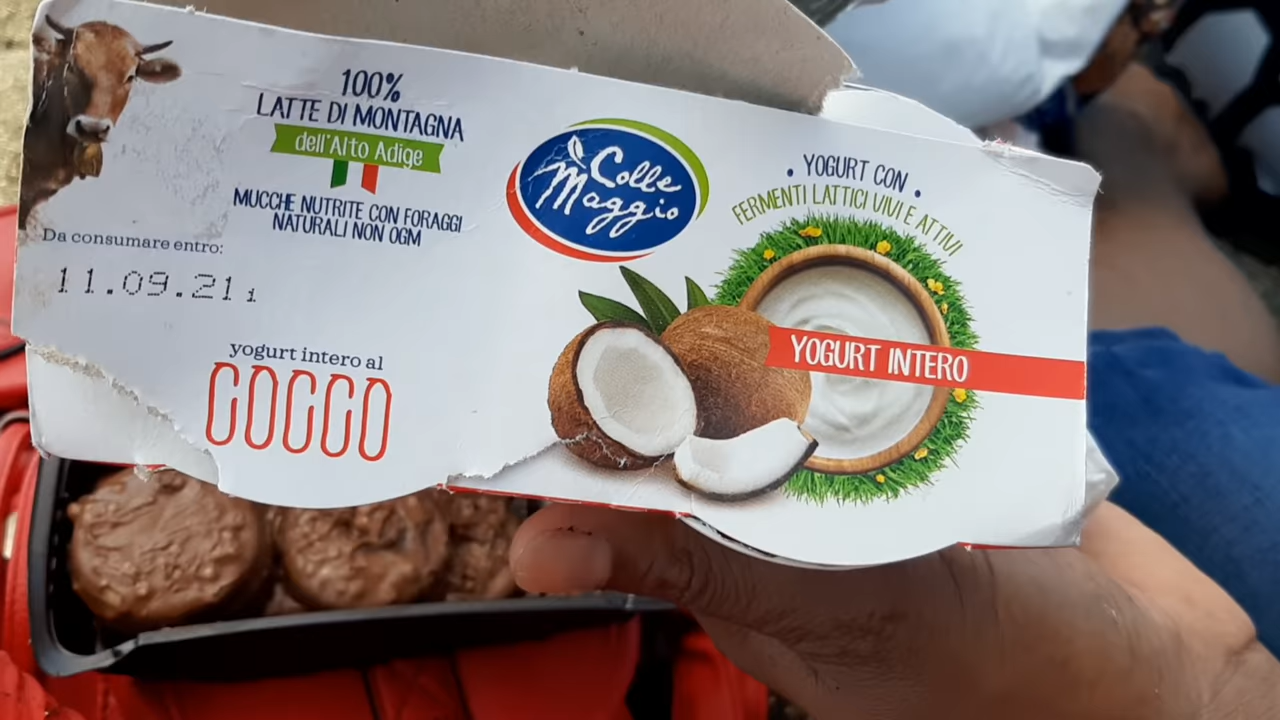 100%
LATTE DI MONTAGNA
dell'Alto Adige
MUCCHE NUTRITE CON FORAGGI
NATURALI NON OGM
Da consumare entro:
11.09.21 i
yogurt intero al
COCCO
Colle
Maggio
• YOGURT CON •
FERMENTI LATTICI VIVI E ATTIVI
YOGURT INTERO